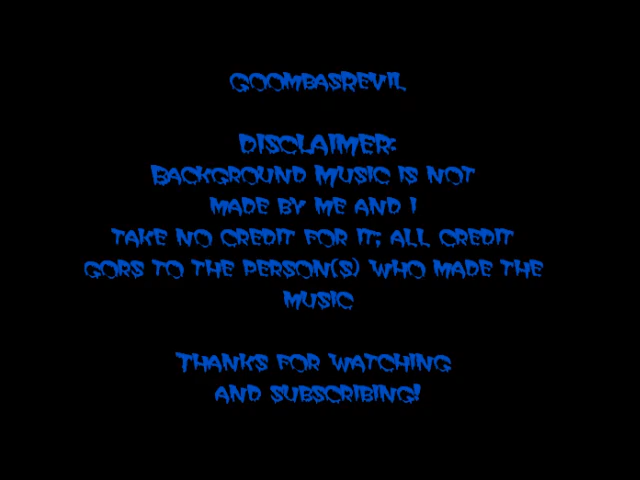 GoombasRevil
DISCLAIMER:
Background Music is not
made by me and I
take no credit for it; all credit
gors to the person(s) who made the
music
Thanks for watching
and subscribing!